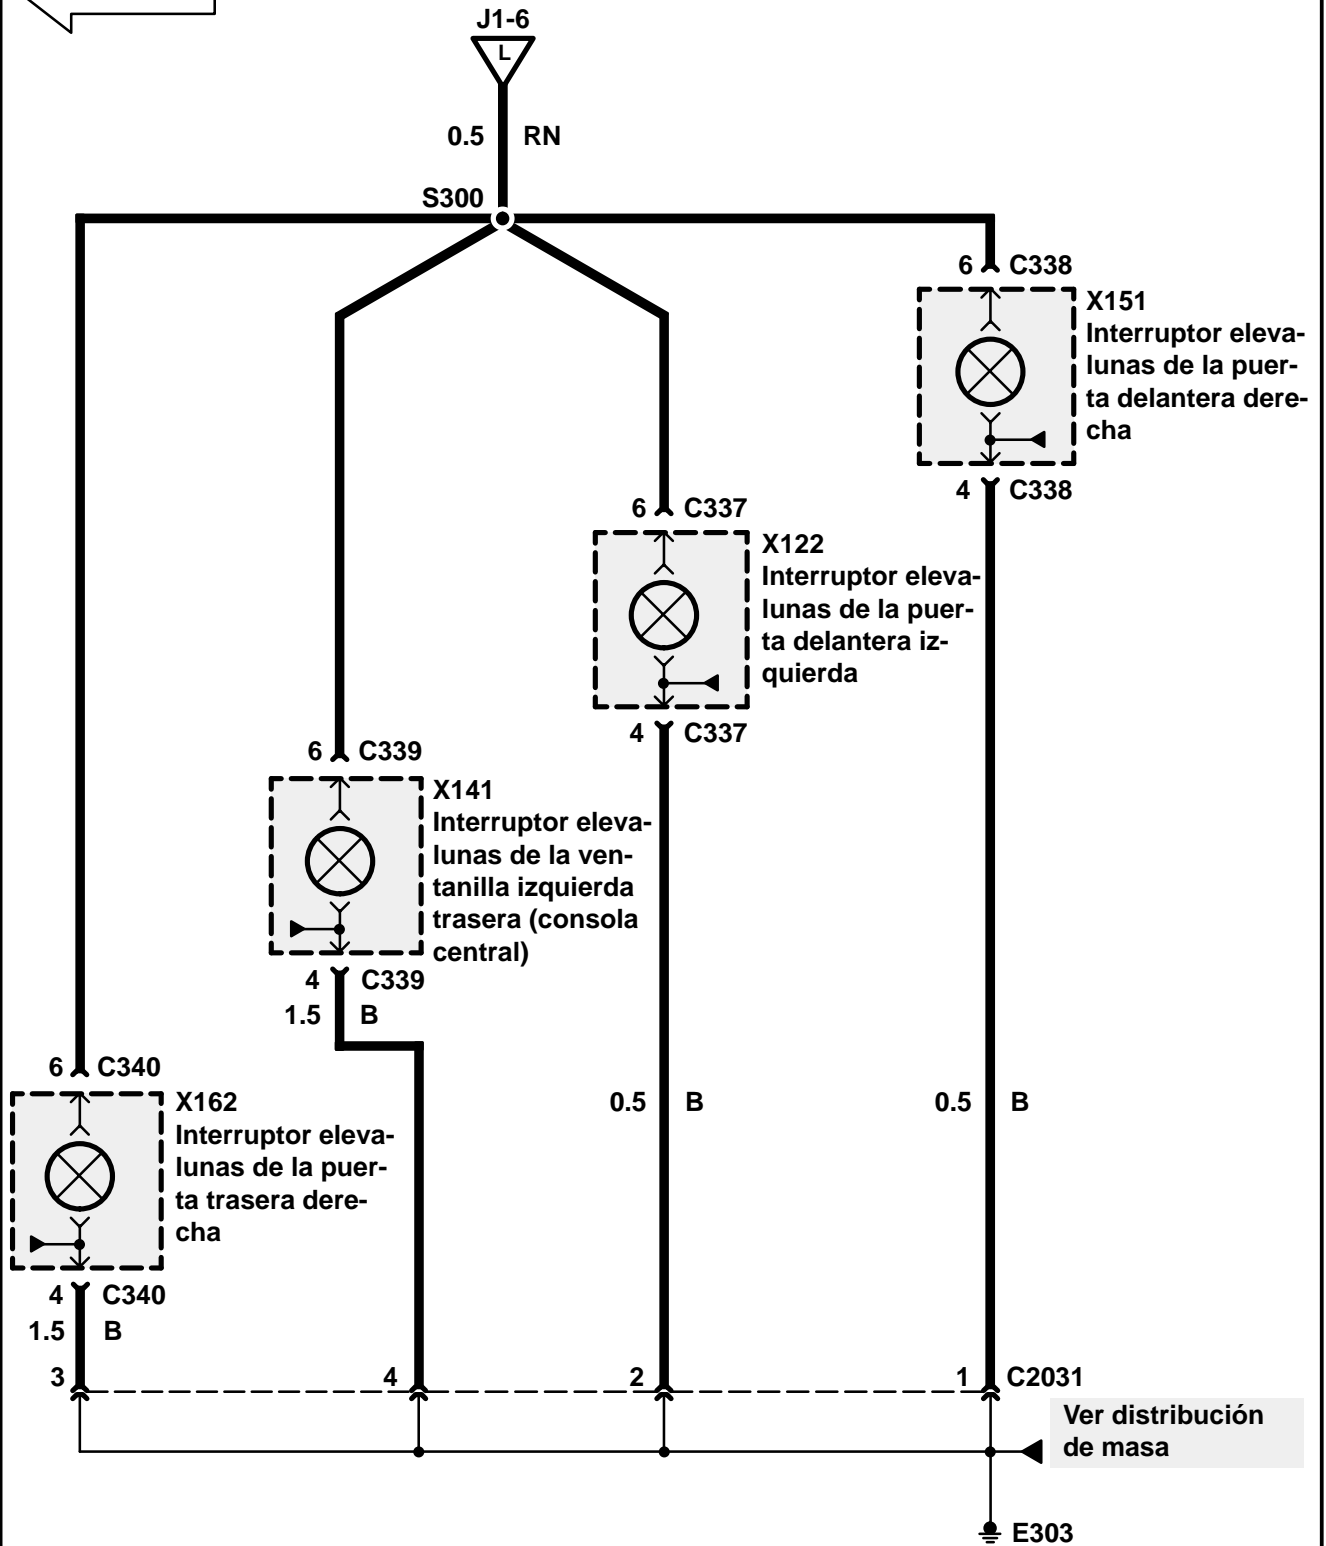 J1-6
L
0.5 RN
S300
6 C338
X151
Interruptor eleva-
lunas de la puer-
ta delantera dere-
cha
4 C338
6 C337
X122
Interruptor eleva-
lunas de la puer-
ta delantera iz-
quierda
4 C337
6 C339
X141
Interruptor eleva-
lunas de la ven-
tanilla izquierda
trasera (consola
central)
4 C339
1.5 B
6 C340
X162
Interruptor eleva-
lunas de la puer-
ta trasera dere-
cha
0.5 B
0.5 B
4 C340
1.5 B
3 4 2 1 C2031
Ver distribución
de masa
E303